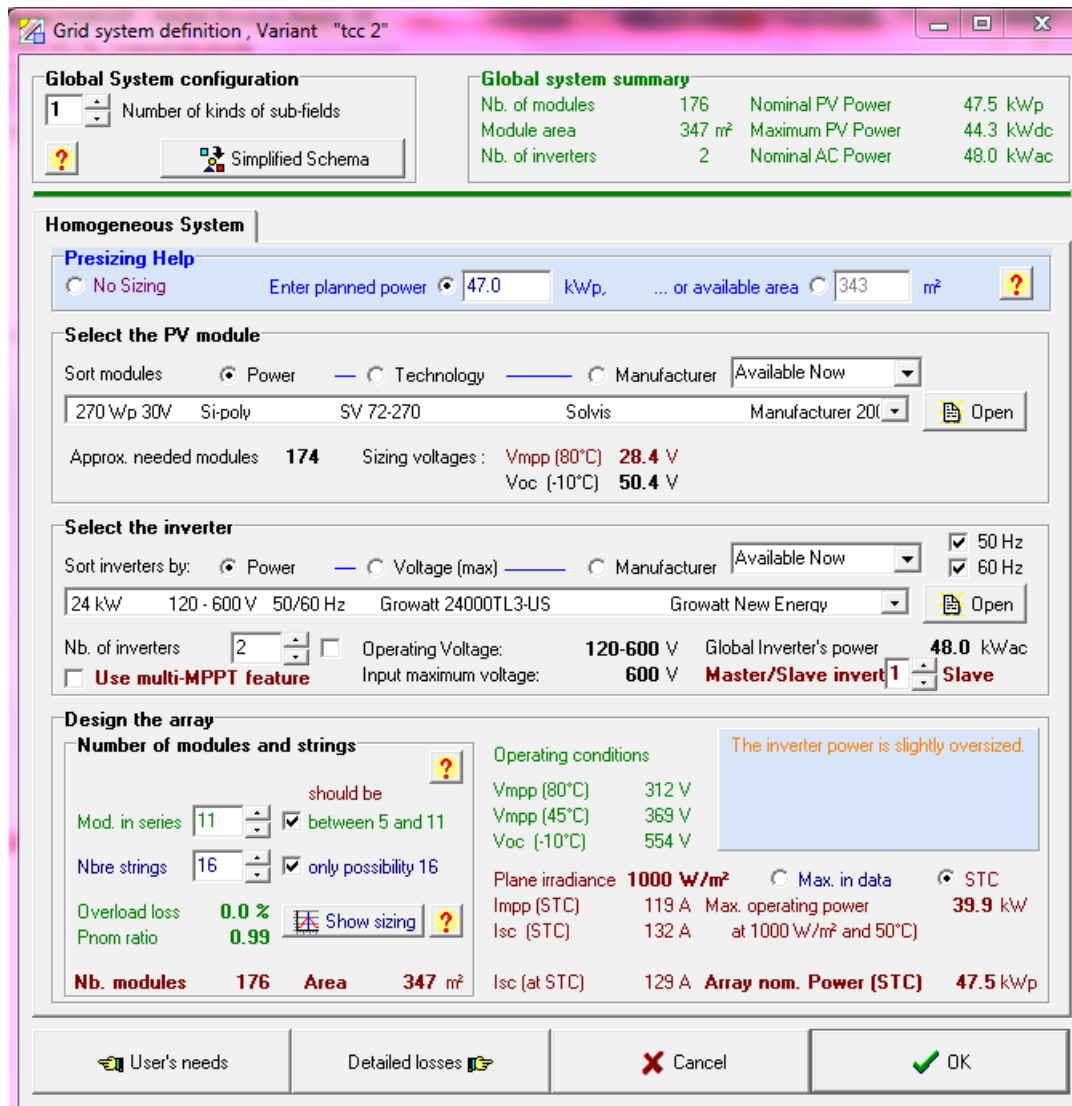 Grid system definition , Variant "tcc 2"
Global System configuration
1 Number of kinds of sub-fields
? Simplified Schema
Global system summary
Nb. of modules 176 Nominal PV Power 47.5 kWp
Module area 347 m² Maximum PV Power 44.3 kWdc
Nb. of inverters 2 Nominal AC Power 48.0 kWac
Homogeneous System
Presizing Help
No Sizing Enter planned power 47.0 kWp, ... or available area 343 m² ?
Select the PV module
Sort modules Power Technology Manufacturer Available Now
270 Wp 30V Si-poly SV 72-270 Solvis Manufacturer 200 Open
Approx. needed modules 174 Sizing voltages : Vmpp (80°C) 28.4 V
Voc (-10°C) 50.4 V
Select the inverter
Sort inverters by: Power Voltage (max) Manufacturer Available Now 50 Hz
60 Hz
24 kW 120 - 600 V 50/60 Hz Growatt 24000TL3-US Growatt New Energy Open
Nb. of inverters 2 Operating Voltage: 120-600 V Global Inverter's power 48.0 kWac
Use multi-MPPT feature Input maximum voltage: 600 V Master/Slave invert 1 Slave
Design the array
Number of modules and strings
?
should be
Mod. in series 11 between 5 and 11
Nbre strings 16 only possibility 16
Overload loss 0.0 %
Pnom ratio 0.99
Show sizing ?
Nb. modules 176 Area 347 m²
Operating conditions
Vmpp (80°C) 312 V
Vmpp (45°C) 369 V
Voc (-10°C) 554 V
The inverter power is slightly oversized.
Plane irradiance 1000 W/m² Max. in data STC
Impp (STC) 119 A Max. operating power 39.9 kW
Isc (STC) 132 A at 1000 W/m² and 50°C)
Isc (at STC) 129 A Array nom. Power (STC) 47.5 kWp
User's needs Detailed losses Cancel OK